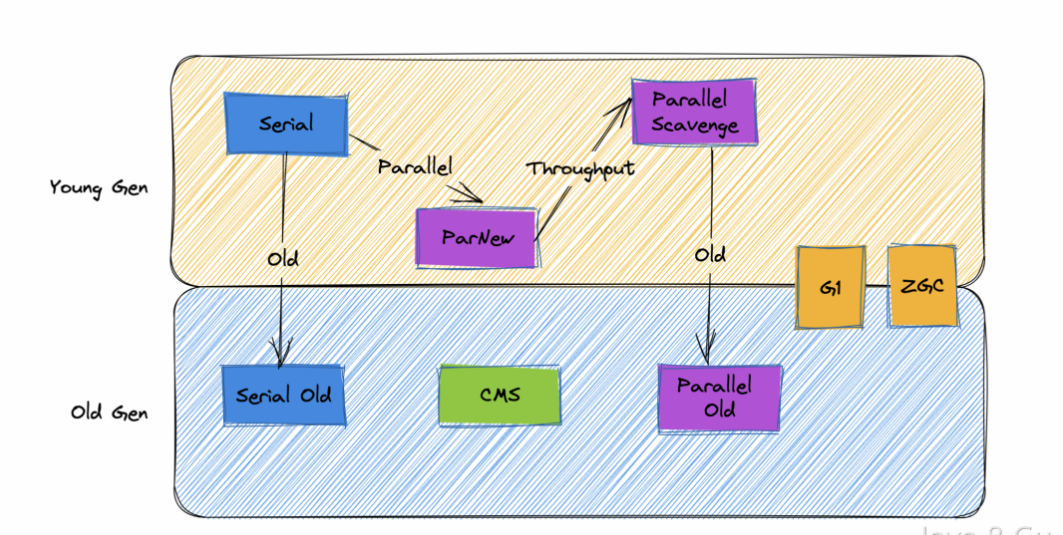 Serial
Parallel
Scavenge
Parallel
Throughput
Young Gen
ParNew
Old
Old
G1
ZGC
Serial Old
CMS
Parallel
Old
Old Gen